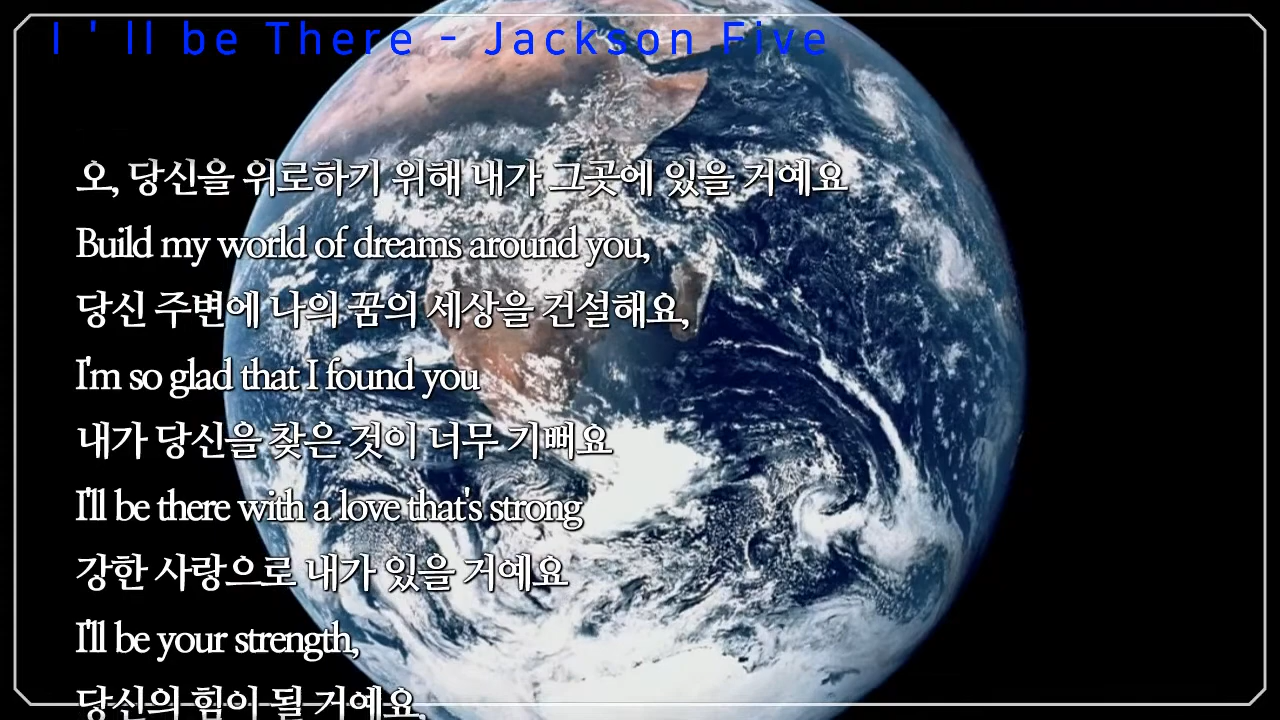 I'll be There - Jackson Five
오, 당신을 위로하기 위해 내가 그곳에 있을 거예요
Build my world of dreams around you,
당신 주변에 나의 꿈의 세상을 건설해요,
I'm so glad that I found you
내가 당신을 찾은 것이 너무 기뻐요
I'll be there with a love that's strong
강한 사랑으로 내가 있을 거예요
I'll be your strength,
당신의 힘이 될 거예요,